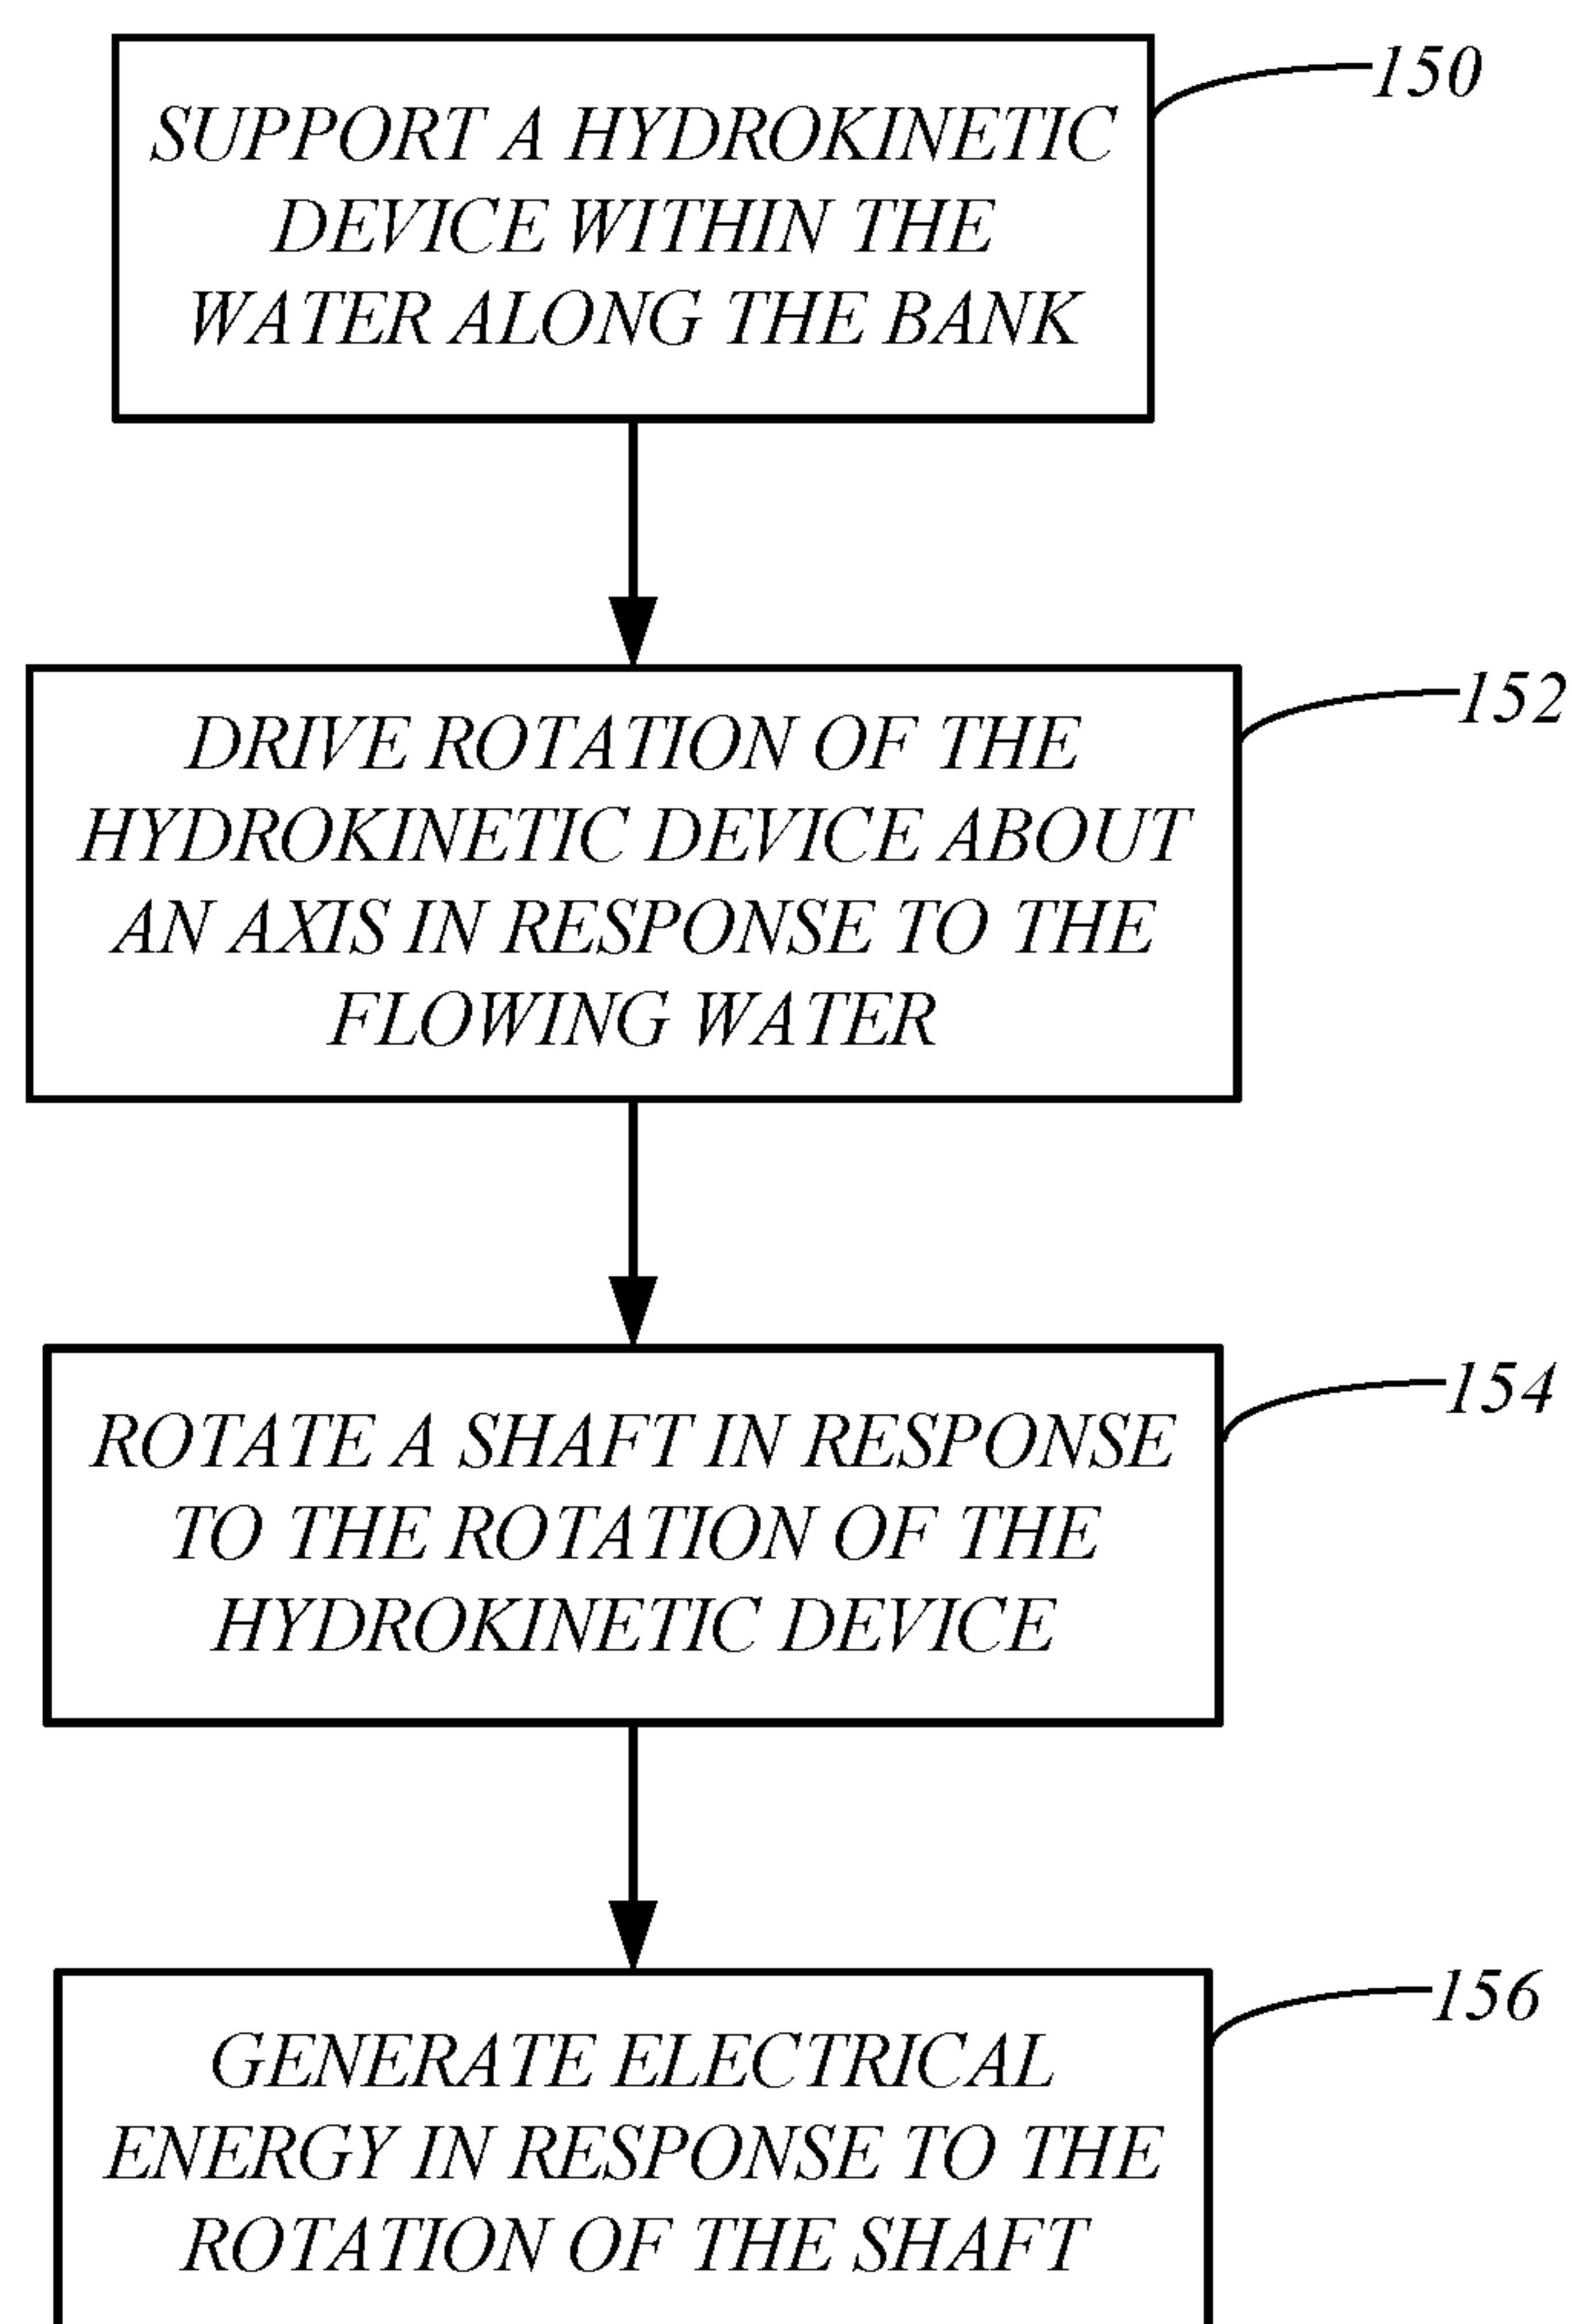 SUPPORT A HYDROKINETIC
DEVICE WITHIN THE
WATER ALONG THE BANK
150
DRIVE ROTATION OF THE
HYDROKINETIC DEVICE ABOUT
AN AXIS IN RESPONSE TO THE
FLOWING WATER
152
ROTATE A SHAFT IN RESPONSE
TO THE ROTATION OF THE
HYDROKINETIC DEVICE
154
GENERATE ELECTRICAL
ENERGY IN RESPONSE TO THE
ROTATION OF THE SHAFT
156